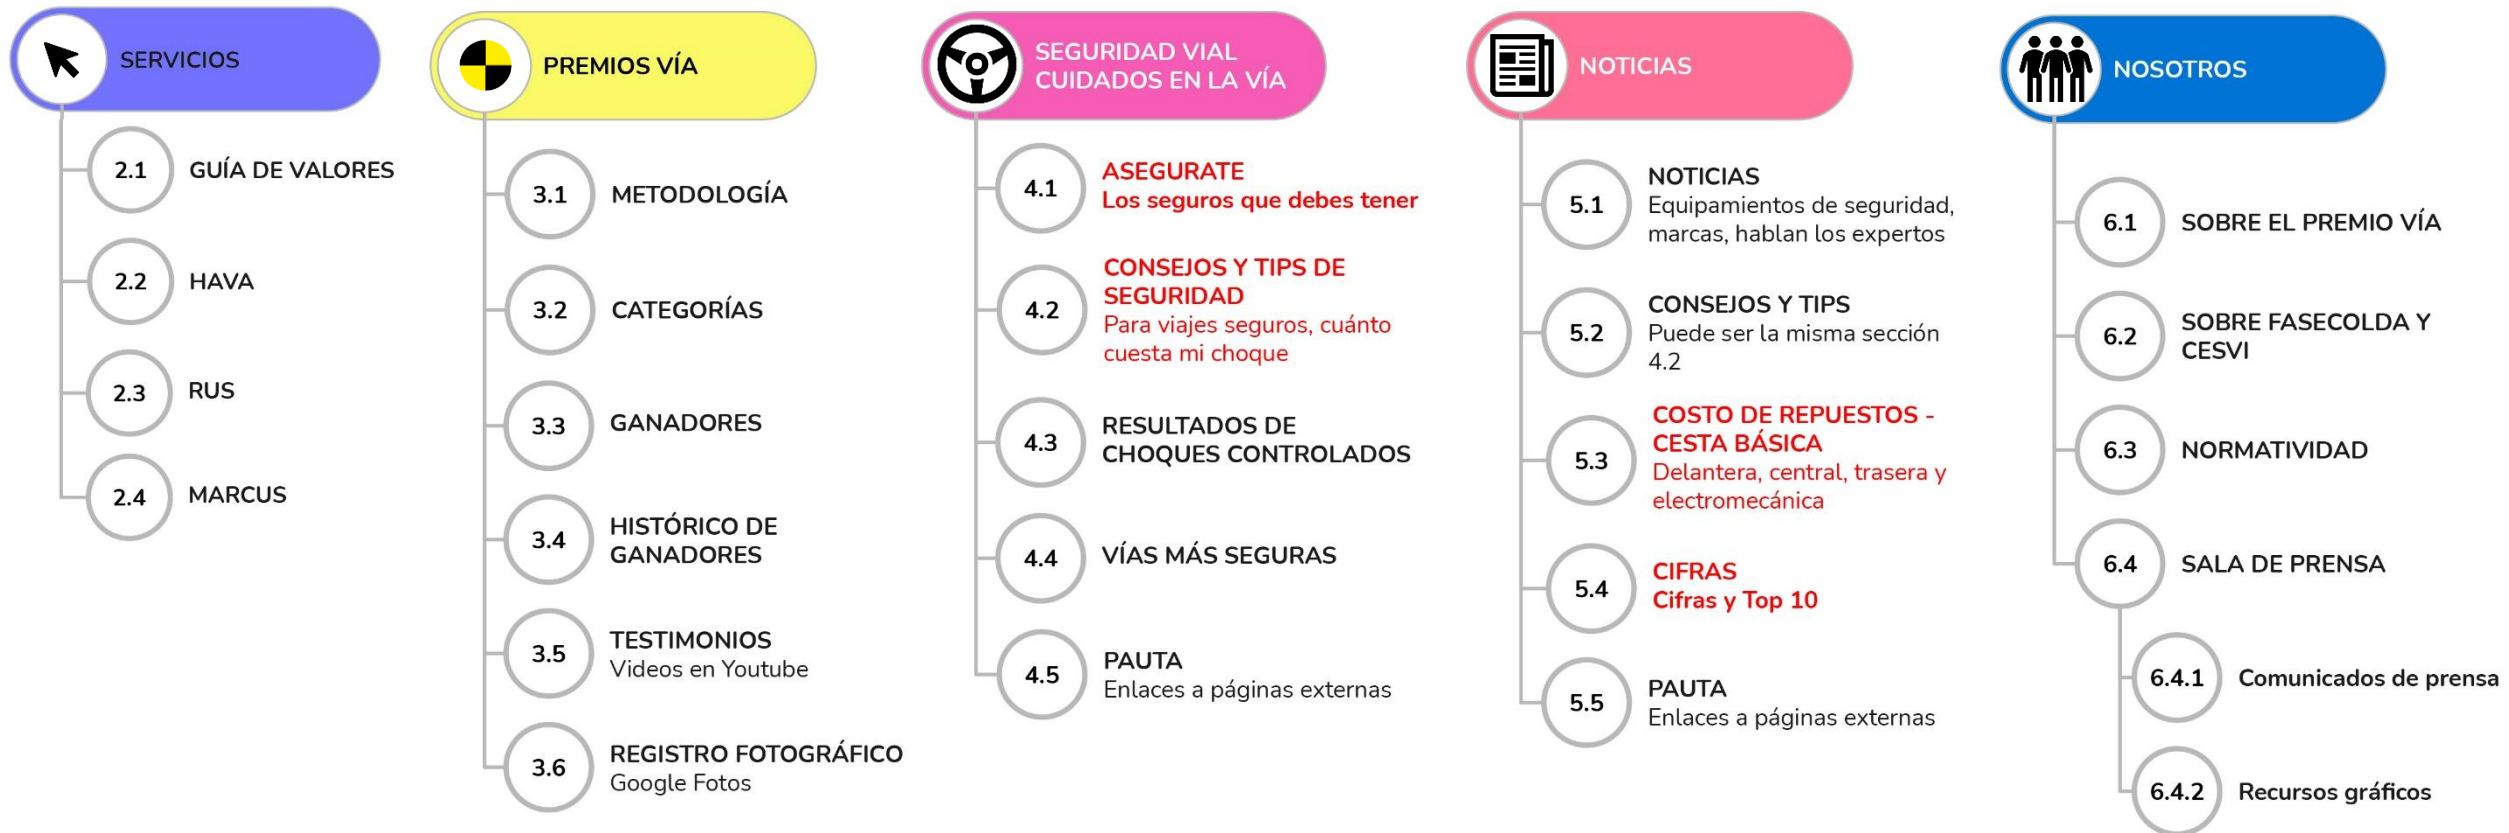 SERVICIOS
2.1
GUÍA DE VALORES
2.2
HAVA
2.3
RUS
2.4
MARCUS
PREMIOS VÍA
3.1
METODOLOGÍA
3.2
CATEGORÍAS
3.3
GANADORES
3.4
HISTÓRICO DE
GANADORES
3.5
TESTIMONIOS
Videos en Youtube
3.6
REGISTRO FOTOGRÁFICO
Google Fotos
SEGURIDAD VIAL
CUIDADOS EN LA VÍA
4.1
ASEGURATE
Los seguros que debes tener
4.2
CONSEJOS Y TIPS DE
SEGURIDAD
Para viajes seguros, cuánto
cuesta mi choque
4.3
RESULTADOS DE
CHOQUES CONTROLADOS
4.4
VÍAS MÁS SEGURAS
4.5
PAUTA
Enlaces a páginas externas
NOTICIAS
5.1
NOTICIAS
Equipamientos de seguridad,
marcas, hablan los expertos
5.2
CONSEJOS Y TIPS
Puede ser la misma sección
4.2
5.3
COSTO DE REPUESTOS -
CESTA BÁSICA
Delantera, central, trasera y
electromecánica
5.4
CIFRAS
Cifras y Top 10
5.5
PAUTA
Enlaces a páginas externas
NOSOTROS
6.1
SOBRE EL PREMIO VÍA
6.2
SOBRE FASECOLDA Y
CESVI
6.3
NORMATIVIDAD
6.4
SALA DE PRENSA
6.4.1
Comunicados de prensa
6.4.2
Recursos gráficos